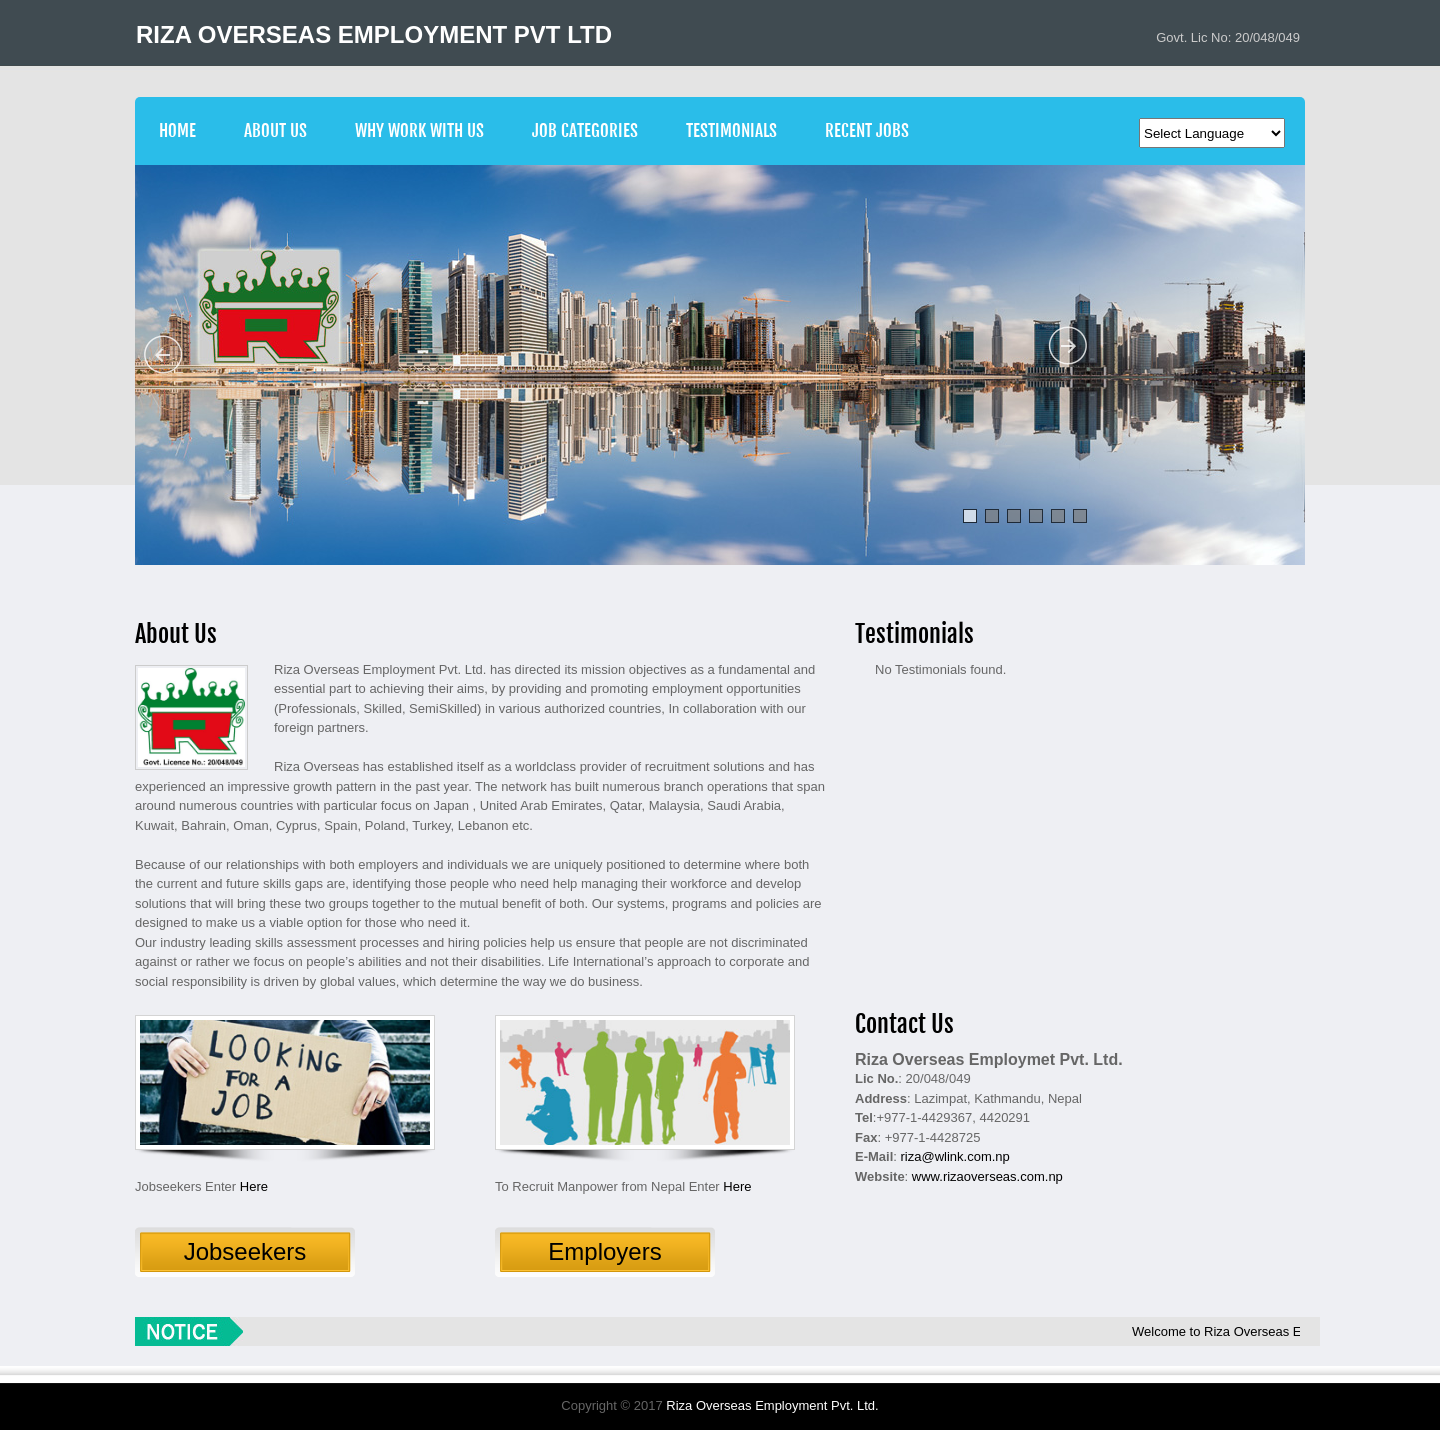 RIZA OVERSEAS EMPLOYMENT PVT LTD
Govt. Lic No: 20/048/049
HOME
ABOUT US
WHY WORK WITH US
JOB CATEGORIES
TESTIMONIALS
RECENT JOBS
Select Language
R
About Us
R
Govt. Licence No.: 20/048/049
Riza Overseas Employment Pvt. Ltd. has directed its mission objectives as a fundamental and
essential part to achieving their aims, by providing and promoting employment opportunities
(Professionals, Skilled, SemiSkilled) in various authorized countries, In collaboration with our
foreign partners.
Riza Overseas has established itself as a worldclass provider of recruitment solutions and has
experienced an impressive growth pattern in the past year. The network has built numerous branch operations that span
around numerous countries with particular focus on Japan , United Arab Emirates, Qatar, Malaysia, Saudi Arabia,
Kuwait, Bahrain, Oman, Cyprus, Spain, Poland, Turkey, Lebanon etc.
Because of our relationships with both employers and individuals we are uniquely positioned to determine where both
the current and future skills gaps are, identifying those people who need help managing their workforce and develop
solutions that will bring these two groups together to the mutual benefit of both. Our systems, programs and policies are
designed to make us a viable option for those who need it.
Our industry leading skills assessment processes and hiring policies help us ensure that people are not discriminated
against or rather we focus on people's abilities and not their disabilities. Life International's approach to corporate and
social responsibility is driven by global values, which determine the way we do business.
Testimonials
No Testimonials found.
LOOKiNG
FOR A
JOB
Jobseekers Enter Here
Jobseekers
To Recruit Manpower from Nepal Enter Here
Employers
Contact Us
Riza Overseas Employmet Pvt. Ltd.
Lic No.: 20/048/049
Address: Lazimpat, Kathmandu, Nepal
Tel:+977-1-4429367, 4420291
Fax: +977-1-4428725
E-Mail: riza@wlink.com.np
Website: www.rizaoverseas.com.np
NOTICE
Welcome to Riza Overseas E
Copyright © 2017 Riza Overseas Employment Pvt. Ltd.